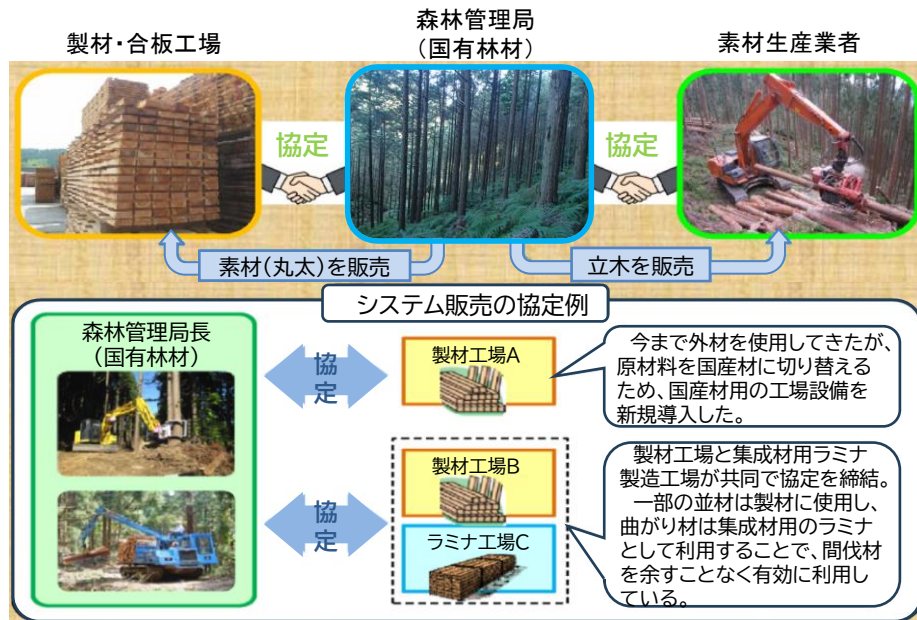 製材・合板工場
森林管理局
（国有林材）
素材生産業者
協定
協定
素材（丸太）を販売
立木を販売
システム販売の協定例
森林管理局長
（国有林材）
協定
製材工場A
今まで外材を使用してきたが、
原材料を国産材に切り替える
ため、国産材用の工場設備を
新規導入した。
協定
製材工場B
ラミナ工場C
製材工場と集成材用ラミナ
製造工場が共同で協定を締結。
一部の並材は製材に使用し、
曲がり材は集成材用のラミナ
として利用することで、間伐材
を余すことなく有効に利用し
ている。